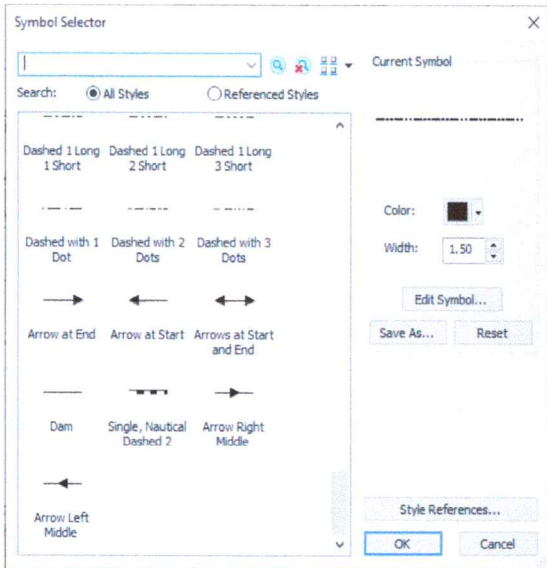 Symbol Selector
Current Symbol
Search:
All Styles
Referenced Styles
Dashed 1 Long
1 Short
Dashed 1 Long
2 Short
Dashed 1 Long
3 Short
Dashed with 1
Dot
Dashed with 2
Dots
Dashed with 3
Dots
Arrow at End
Arrow at Start
Arrows at Start
and End
Dam
Single, Nautical
Dashed 2
Arrow Right
Middle
Arrow Left
Middle
Color:
Width:
1.50
Edit Symbol...
Save As...
Reset
Style References...
OK
Cancel